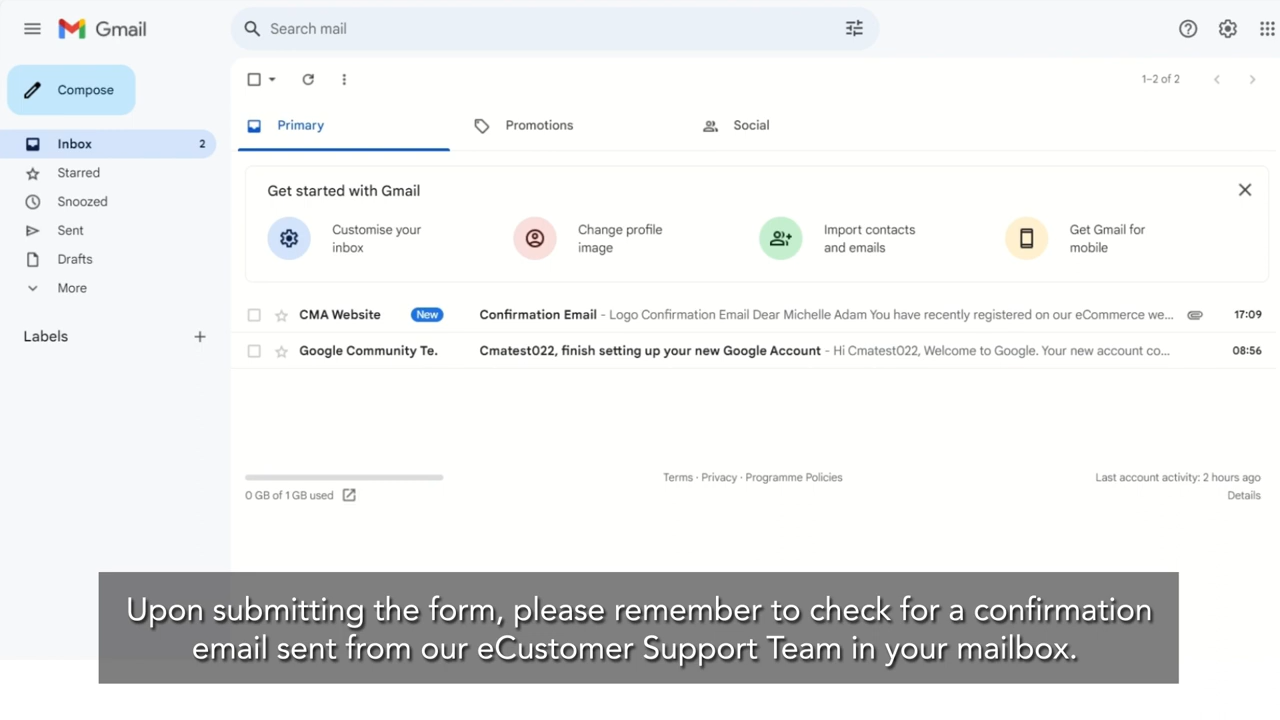 Gmail
Search mail
Compose
1–2 of 2
Primary
Promotions
Social
Inbox 2
Starred
Snoozed
Sent
Drafts
More
Labels
Get started with Gmail
Customise your
inbox
Change profile
image
Import contacts
and emails
Get Gmail for
mobile
CMA Website New Confirmation Email - Logo Confirmation Email Dear Michelle Adam You have recently registered on our eCommerce we... 17:09
Google Community Te. Cmatest022, finish setting up your new Google Account - Hi Cmatest022, Welcome to Google. Your new account co... 08:56
0 GB of 1 GB used
Terms · Privacy · Programme Policies
Last account activity: 2 hours ago
Details
Upon submitting the form, please remember to check for a confirmation
email sent from our eCustomer Support Team in your mailbox.